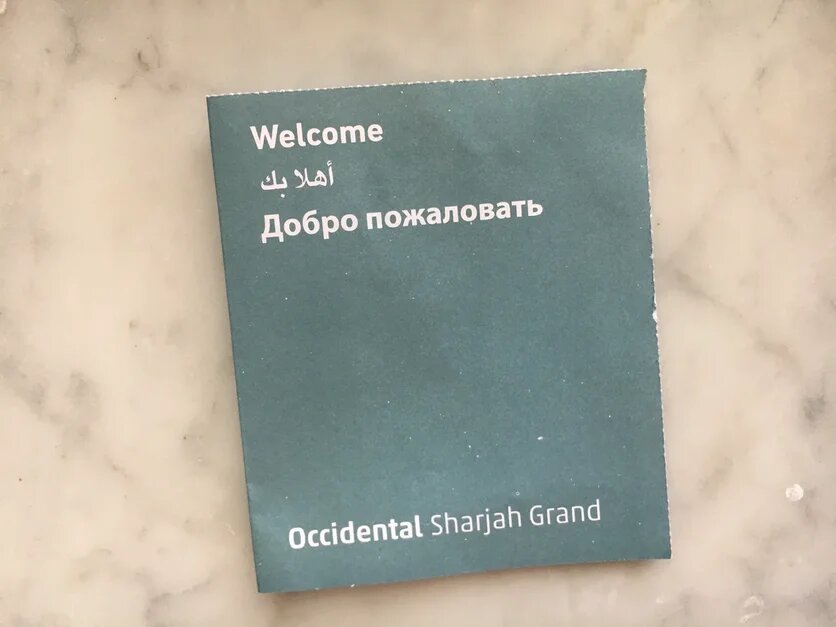 Welcome
أهلا بك
Добро пожаловать
Occidental Sharjah Grand